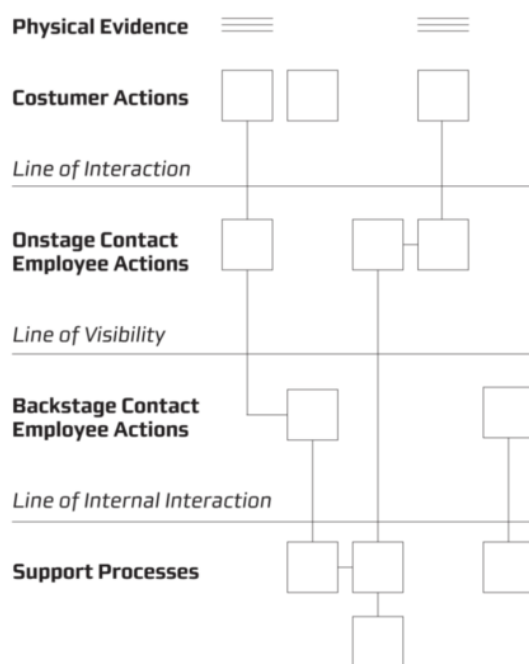 Physical Evidence
Costumer Actions
Line of Interaction
Onstage Contact
Employee Actions
Line of Visibility
Backstage Contact
Employee Actions
Line of Internal Interaction
Support Processes